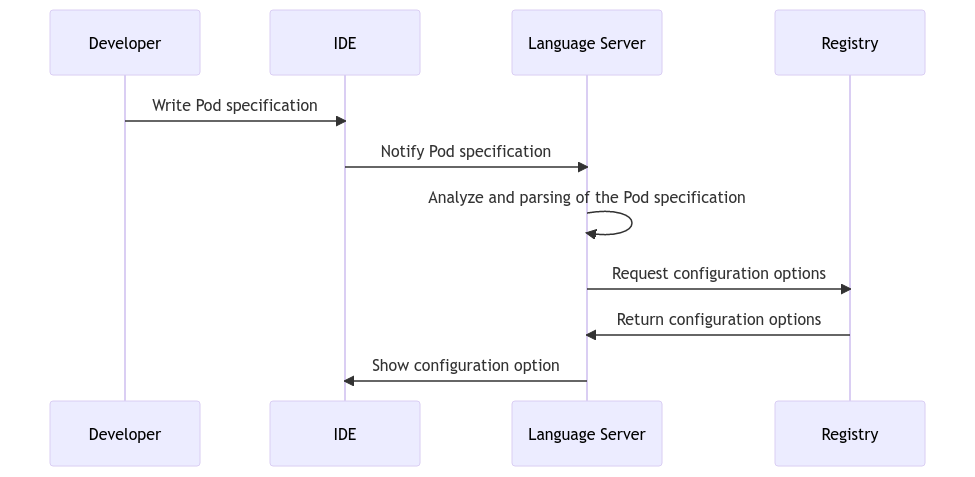 Developer
IDE
Language Server
Registry
Write Pod specification
Notify Pod specification
Analyze and parsing of the Pod specification
Request configuration options
Return configuration options
Show configuration option
Developer
IDE
Language Server
Registry